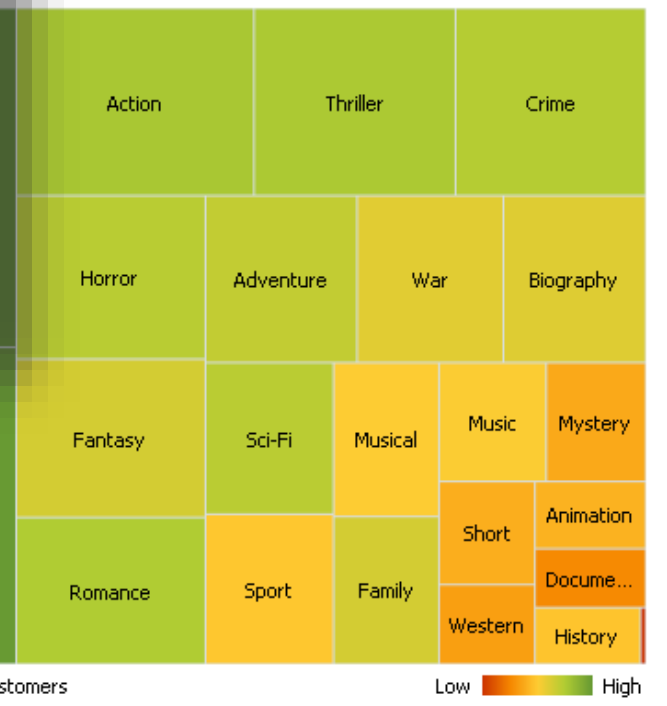 Action Thriller Crime
Horror Adventure War Biography
Fantasy Sci-Fi Musical Music Mystery
Short Animation
Romance Sport Family Docume...
Western History
stomers Low High